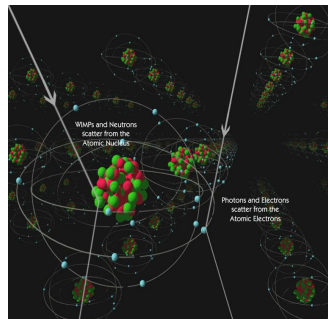 WIMPs and Neutrons
scatter from the
Atomic Nucleus
Photons and Electrons
scatter from the
Atomic Electrons